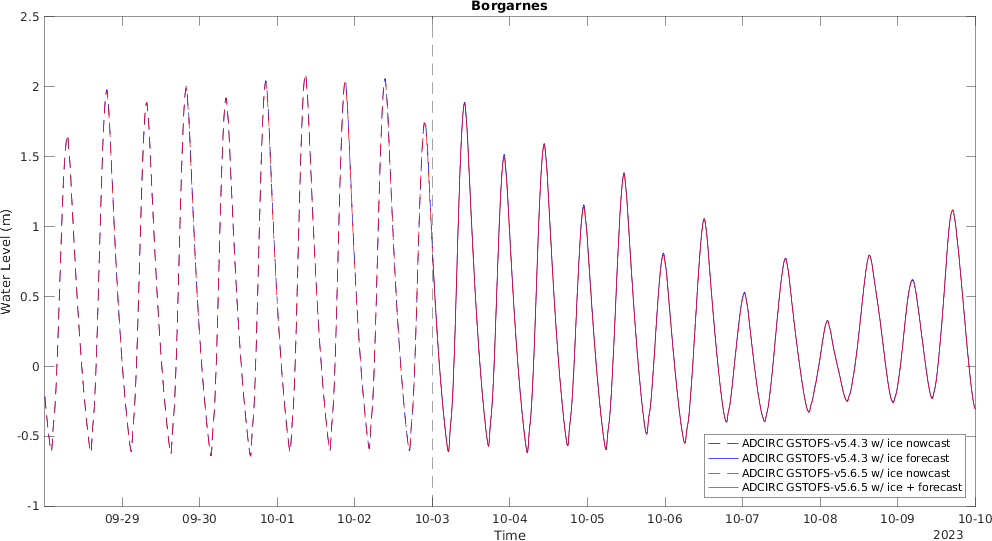 Borgarnes
2.5
2
1.5
1
0.5
0
-0.5
-1
Water Level (m)
09-29 09-30 10-01 10-02 10-03 10-04 10-05 10-06 10-07 10-08 10-09 10-10
Time
2023
ADCIRC GSTOFS-v5.4.3 w/ ice nowcast
ADCIRC GSTOFS-v5.4.3 w/ ice forecast
ADCIRC GSTOFS-v5.6.5 w/ ice nowcast
ADCIRC GSTOFS-v5.6.5 w/ ice + forecast